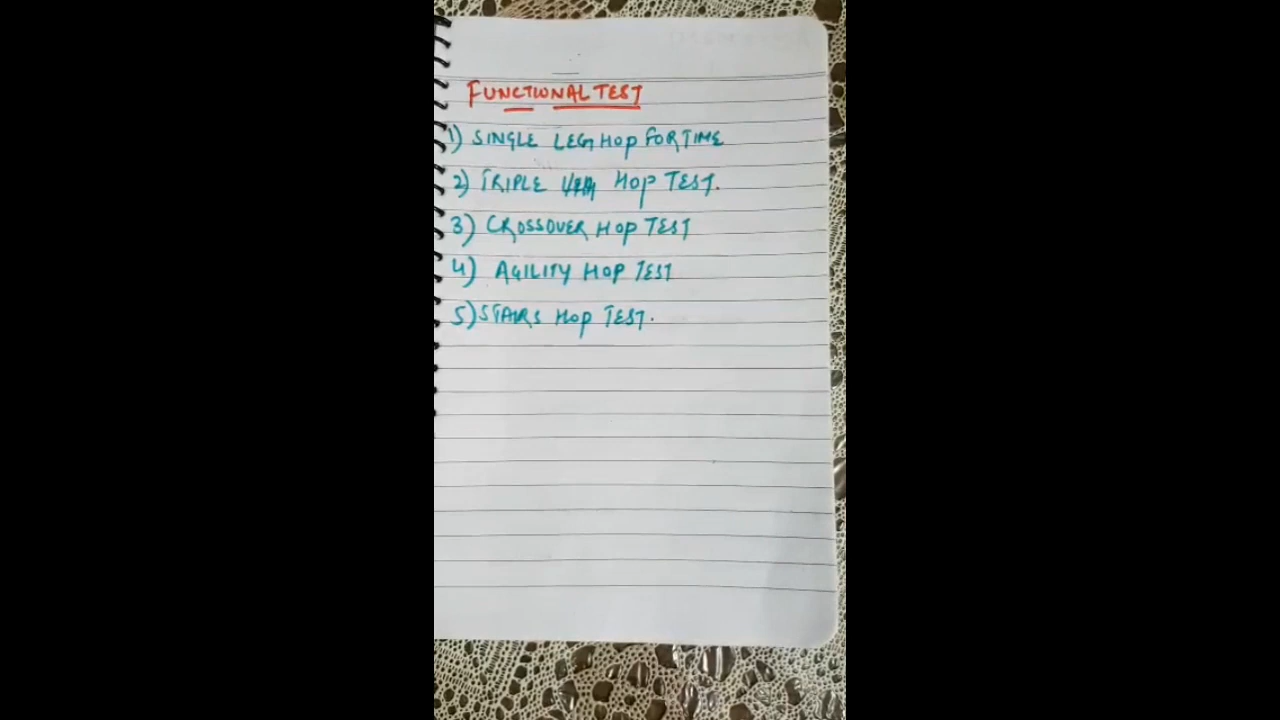 FUNCTIONAL TEST
1) SINGLE LEG HOP FOR TIME
2) TRIPLE HOP TEST.
3) CROSSOVER HOP TEST
4) AGILITY HOP TEST
5) STAIRS HOP TEST.